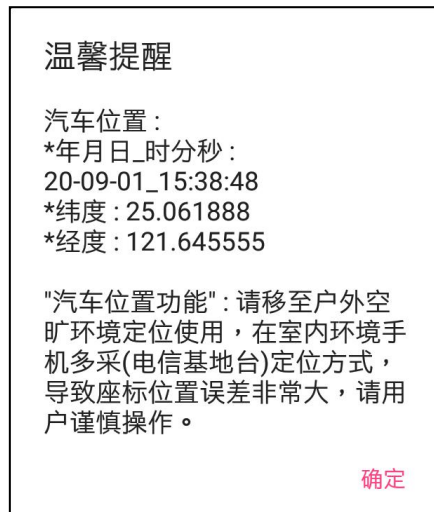 温馨提醒
汽车位置 :
*年月日_时分秒 :
20-09-01_15:38:48
*纬度 : 25.061888
*经度 : 121.645555
"汽车位置功能" : 请移至户外空
旷环境定位使用，在室内环境手
机多采(电信基地台)定位方式，
导致座标位置误差非常大，请用
户谨慎操作。
确定